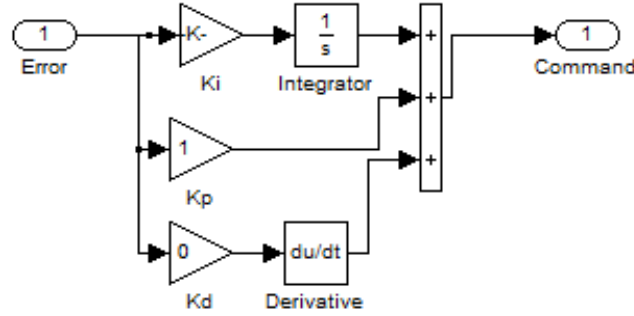 1
Error
-K-
Ki
1
s
Integrator
+
+
+
1
Command
1
Kp
0
Kd
du/dt
Derivative